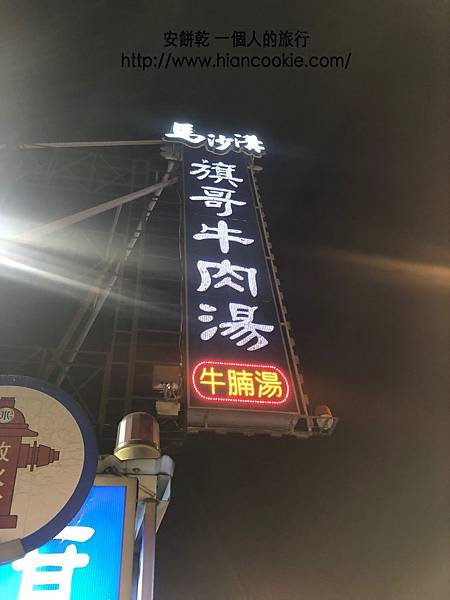 安餅乾 一個人的旅行
http://www.hiancookie.com/
馬沙溝
旗哥牛肉湯
牛腩湯